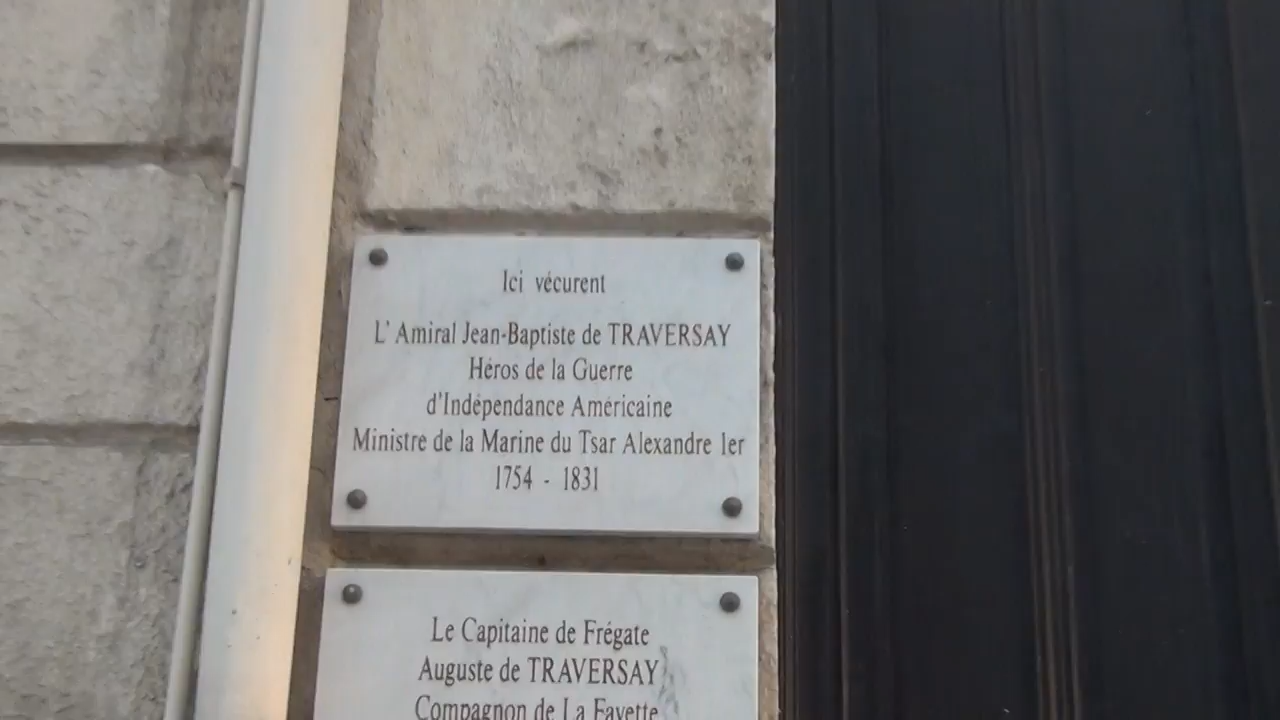 Ici vécurent
L' Amiral Jean-Baptiste de TRAVERSAY
Héros de la Guerre
d'Indépendance Américaine
Ministre de la Marine du Tsar Alexandre 1er
1754 - 1831
Le Capitaine de Frégate
Auguste de TRAVERSAY
Compagnon de La Fayette